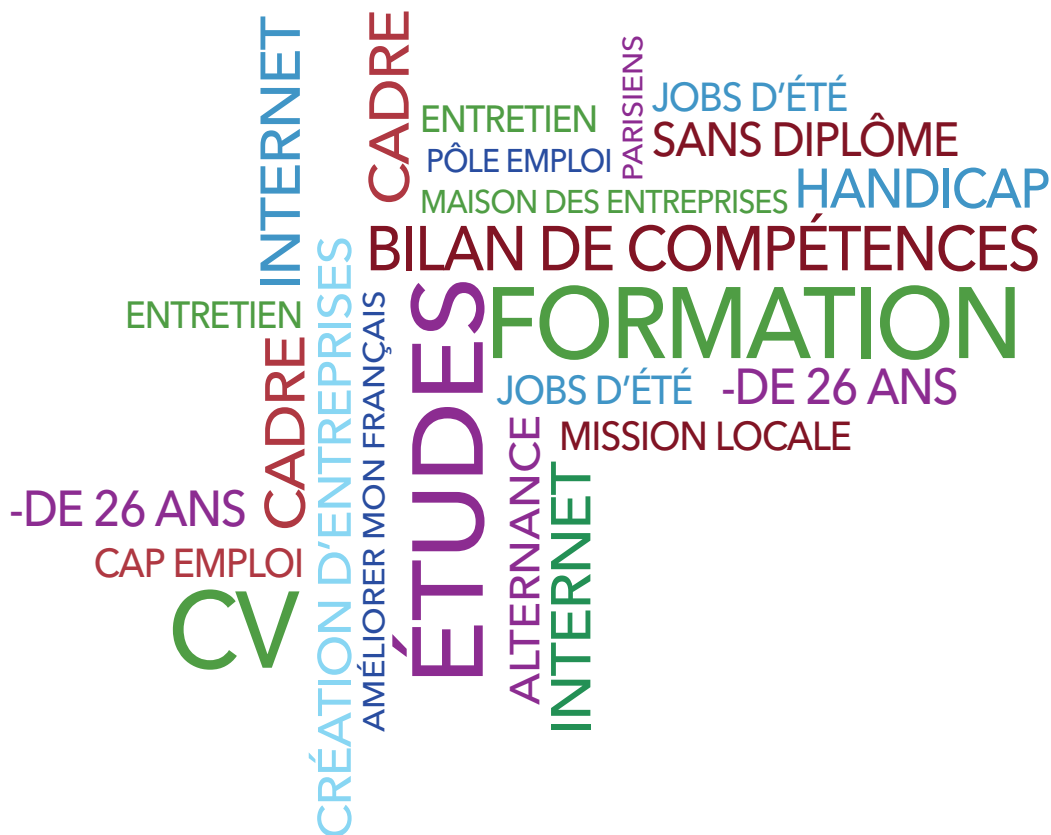 INTERNET
CADRE
ENTRETIEN
PÔLE EMPLOI
PARISIENS
JOBS D'ÉTÉ
SANS DIPLÔME
MAISON DES ENTREPRISES
HANDICAP
BILAN DE COMPÉTENCES
ENTRETIEN
CADRE
CRÉATION D'ENTREPRISES
AMÉLIORER MON FRANÇAIS
ÉTUDES
FORMATION
JOBS D'ÉTÉ
-DE 26 ANS
MISSION LOCALE
ALTERNANCE
INTERNET
-DE 26 ANS
CAP EMPLOI
CV